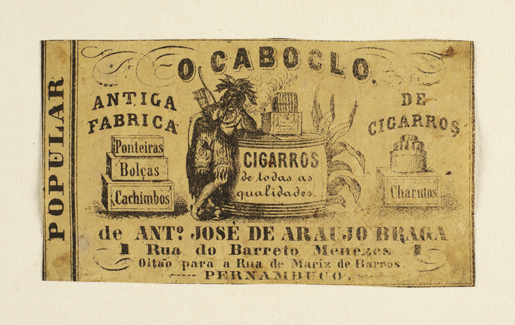 POPULAR
O CABOCLO.
ANTIGA
FABRICA
DE
CIGARROS
Ponteiras
Bolças
Cachimbos
CIGARROS
de todas as
qualidades.
Charutos
de ANTº JOSÉ DE ARAUJO BRAGA
1 Rua do Barreto Menezes 1
Oitão para a Rua de Mariz de Barros
PERNAMBUCO.